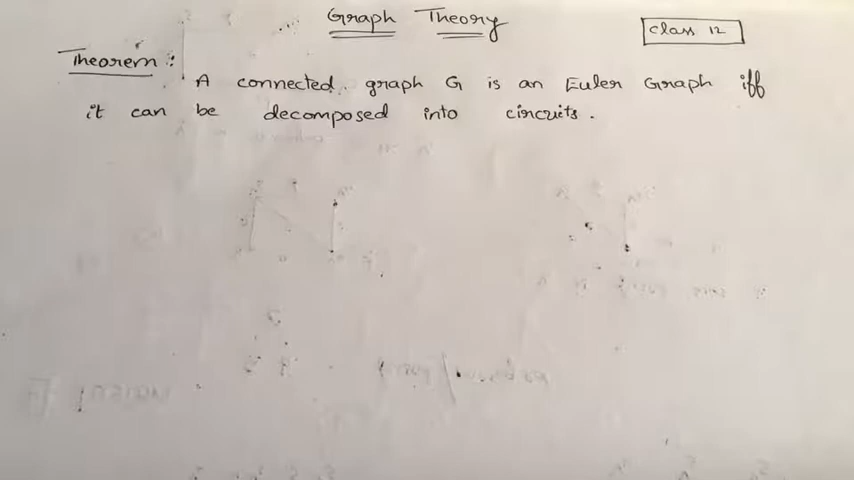 Graph Theory
class 12
Theorem :
A connected graph G is an Euler Graph iff
it can be decomposed into circuits.